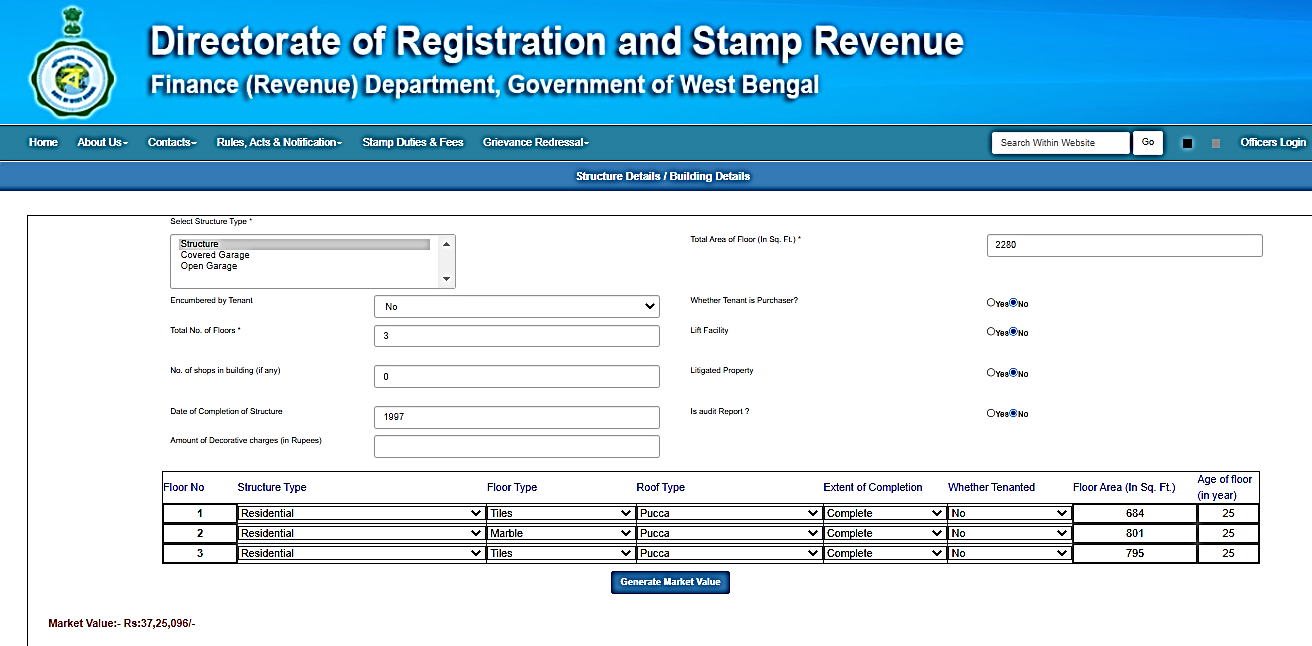 Directorate of Registration and Stamp Revenue
Finance (Revenue) Department, Government of West Bengal
Home About Us Contacts Rules, Acts & Notification Stamp Duties & Fees Grievance Redressal Search Within Website Go Officers Login
Structure Details / Building Details
Select Structure Type *
Structure
Covered Garage
Open Garage
Total Area of Floor (In Sq. Ft.) * 2280
Encumbered by Tenant No Whether Tenant is Purchaser? Yes No
Total No. of Floors * 3 Lift Facility Yes No
No. of shops in building (if any) 0 Litigated Property Yes No
Date of Completion of Structure 1997 Is audit Report ? Yes No
Amount of Decorative charges (in Rupees)
Floor No Structure Type Floor Type Roof Type Extent of Completion Whether Tenanted Floor Area (In Sq. Ft.) Age of floor (in year)
1 Residential Tiles Pucca Complete No 684 25
2 Residential Marble Pucca Complete No 801 25
3 Residential Tiles Pucca Complete No 795 25
Generate Market Value
Market Value:- Rs:37,25,096/-